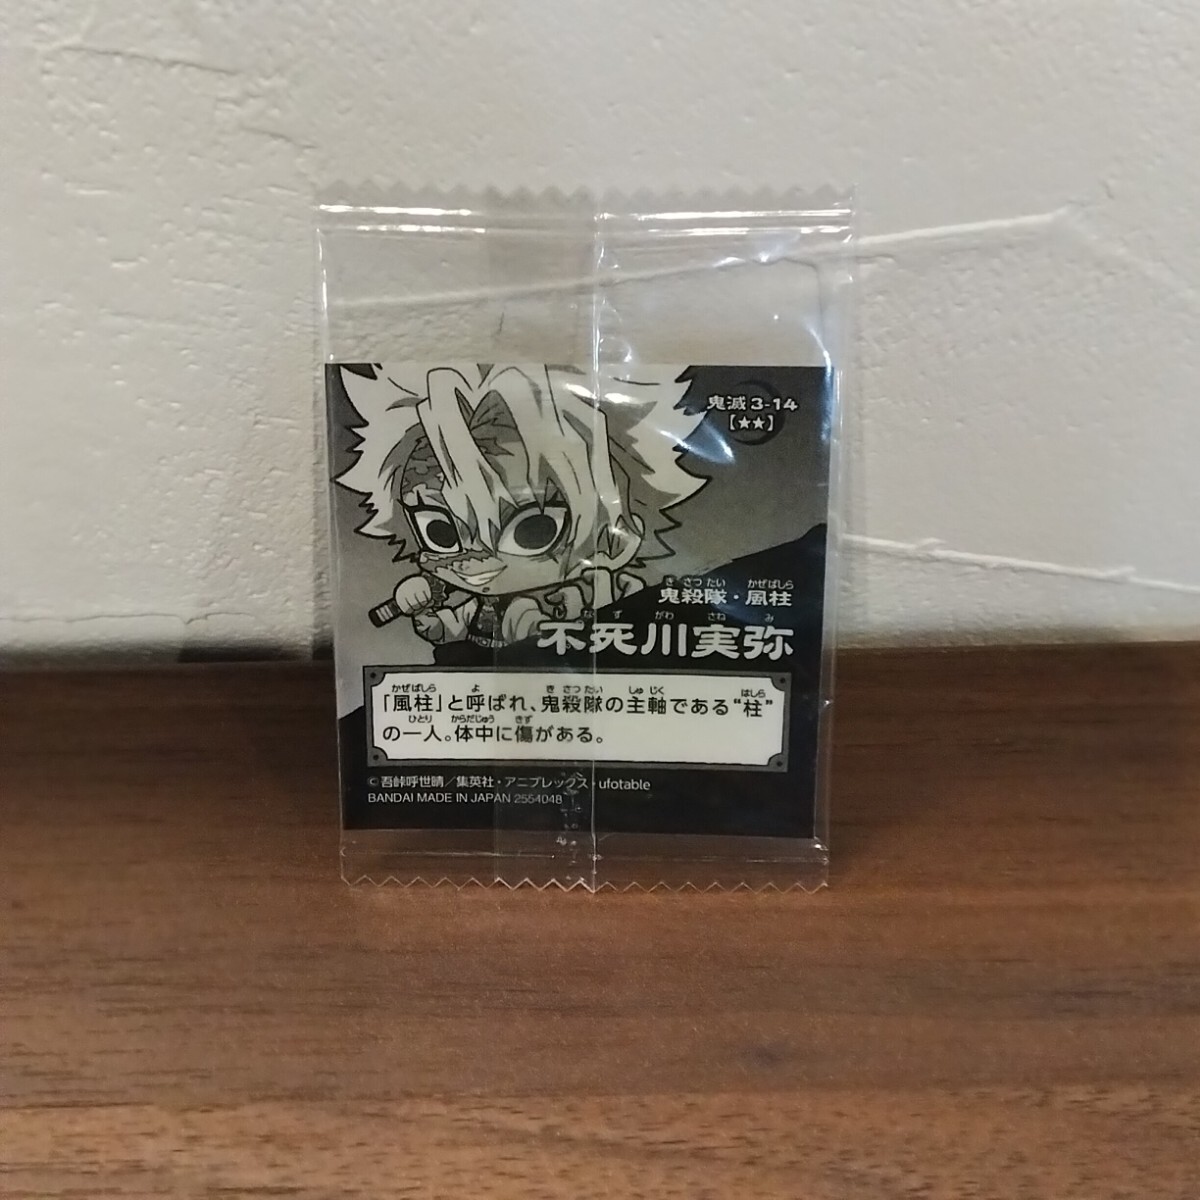 鬼滅 3-14
【★★】
き さつ たい かぜばしら
鬼殺隊・風柱
し な ず がわ さね み
不死川実弥
かぜばしら よ き さつ たい しゅ じく はしら
「風柱」と呼ばれ、鬼殺隊の主軸である“柱”
ひとり からだじゅう きず
の一人。体中に傷がある。
©吾峠呼世晴／集英社・アニプレックス・ufotable
BANDAI MADE IN JAPAN 2554048